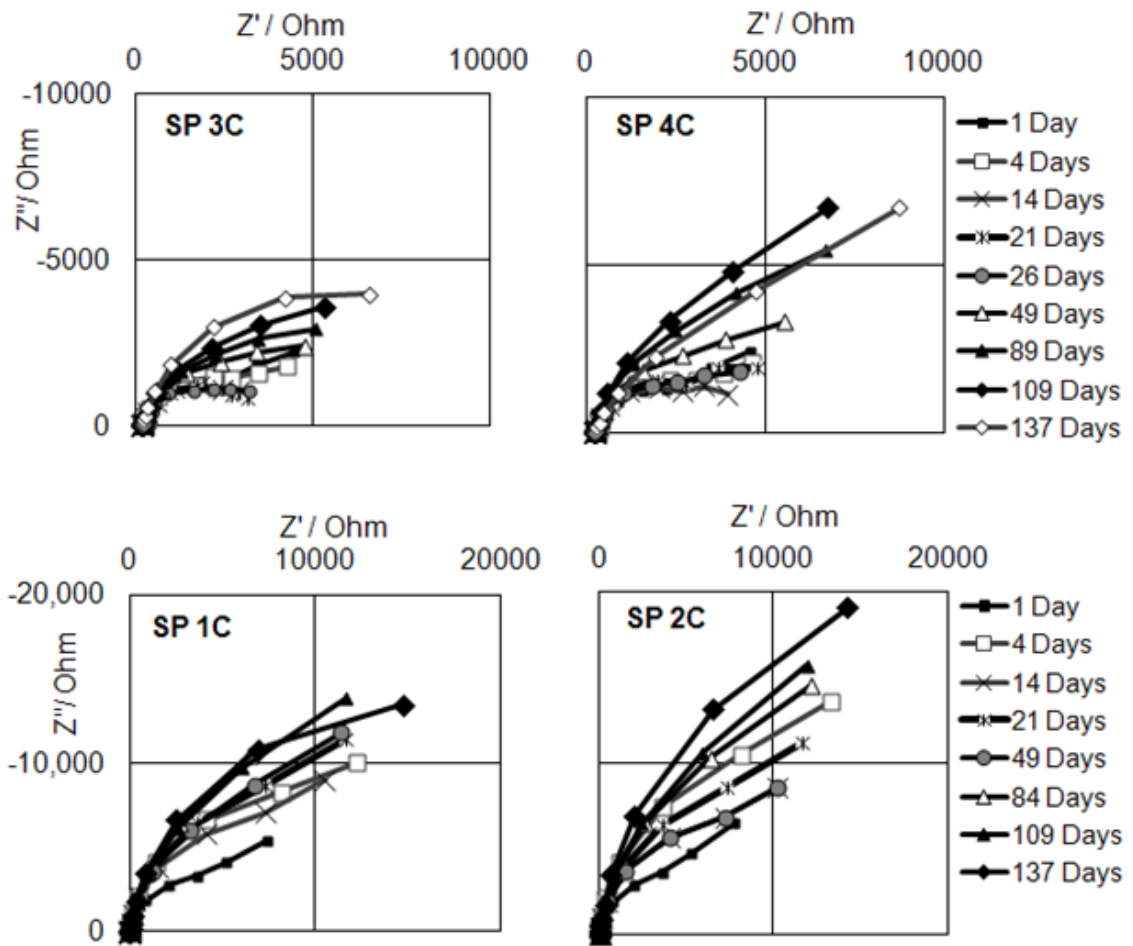 Z' / Ohm
0 5000 10000
-10000
-5000
0
Z"/ Ohm
SP 3C
Z' / Ohm
0 5000 10000
SP 4C
1 Day
4 Days
14 Days
21 Days
26 Days
49 Days
89 Days
109 Days
137 Days
Z' / Ohm
0 10000 20000
-20,000
-10,000
0
Z"/ Ohm
SP 1C
Z' / Ohm
0 10000 20000
SP 2C
1 Day
4 Days
14 Days
21 Days
49 Days
84 Days
109 Days
137 Days